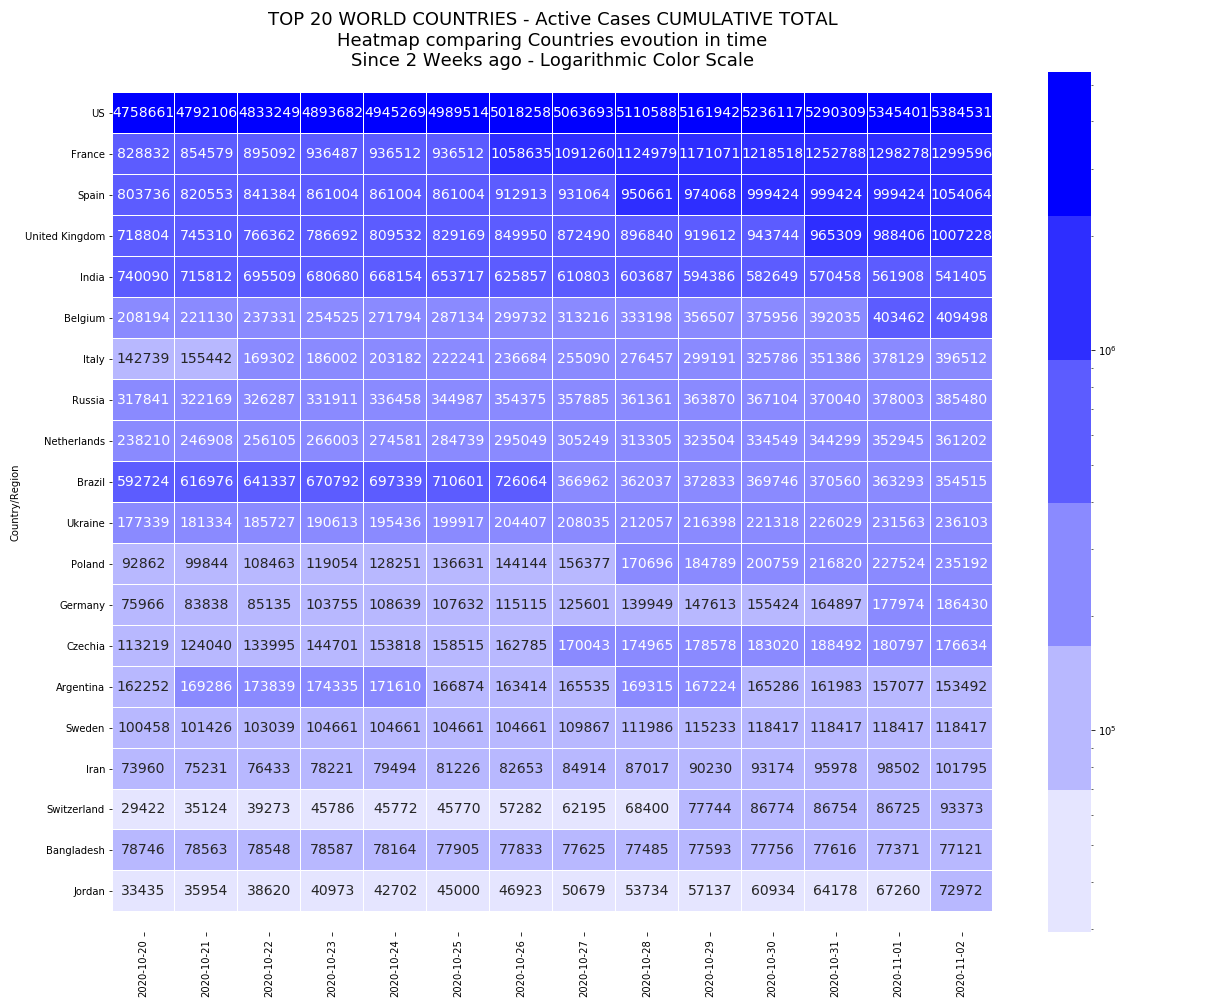 TOP 20 WORLD COUNTRIES - Active Cases CUMULATIVE TOTAL
Heatmap comparing Countries evoution in time
Since 2 Weeks ago - Logarithmic Color Scale
Country/Region
US 4758661 4792106 4833249 4893682 4945269 4989514 5018258 5063693 5110588 5161942 5236117 5290309 5345401 5384531
France 828832 854579 895092 936487 936512 936512 1058635 1091260 1124979 1171071 1218518 1252788 1298278 1299596
Spain 803736 820553 841384 861004 861004 861004 912913 931064 950661 974068 999424 999424 999424 1054064
United Kingdom 718804 745310 766362 786692 809532 829169 849950 872490 896840 919612 943744 965309 988406 1007228
India 740090 715812 695509 680680 668154 653717 625857 610803 603687 594386 582649 570458 561908 541405
Belgium 208194 221130 237331 254525 271794 287134 299732 313216 333198 356507 375956 392035 403462 409498
Italy 142739 155442 169302 186002 203182 222241 236684 255090 276457 299191 325786 351386 378129 396512
Russia 317841 322169 326287 331911 336458 344987 354375 357885 361361 363870 367104 370040 378003 385480
Netherlands 238210 246908 256105 266003 274581 284739 295049 305249 313305 323504 334549 344299 352945 361202
Brazil 592724 616976 641337 670792 697339 710601 726064 366962 362037 372833 369746 370560 363293 354515
Ukraine 177339 181334 185727 190613 195436 199917 204407 208035 212057 216398 221318 226029 231563 236103
Poland 92862 99844 108463 119054 128251 136631 144144 156377 170696 184789 200759 216820 227524 235192
Germany 75966 83838 85135 103755 108639 107632 115115 125601 139949 147613 155424 164897 177974 186430
Czechia 113219 124040 133995 144701 153818 158515 162785 170043 174965 178578 183020 188492 180797 176634
Argentina 162252 169286 173839 174335 171610 166874 163414 165535 169315 167224 165286 161983 157077 153492
Sweden 100458 101426 103039 104661 104661 104661 104661 109867 111986 115233 118417 118417 118417 118417
Iran 73960 75231 76433 78221 79494 81226 82653 84914 87017 90230 93174 95978 98502 101795
Switzerland 29422 35124 39273 45786 45772 45770 57282 62195 68400 77744 86774 86754 86725 93373
Bangladesh 78746 78563 78548 78587 78164 77905 77833 77625 77485 77593 77756 77616 77371 77121
Jordan 33435 35954 38620 40973 42702 45000 46923 50679 53734 57137 60934 64178 67260 72972
2020-10-20 2020-10-21 2020-10-22 2020-10-23 2020-10-24 2020-10-25 2020-10-26 2020-10-27 2020-10-28 2020-10-29 2020-10-30 2020-10-31 2020-11-01 2020-11-02
10⁶
10⁵